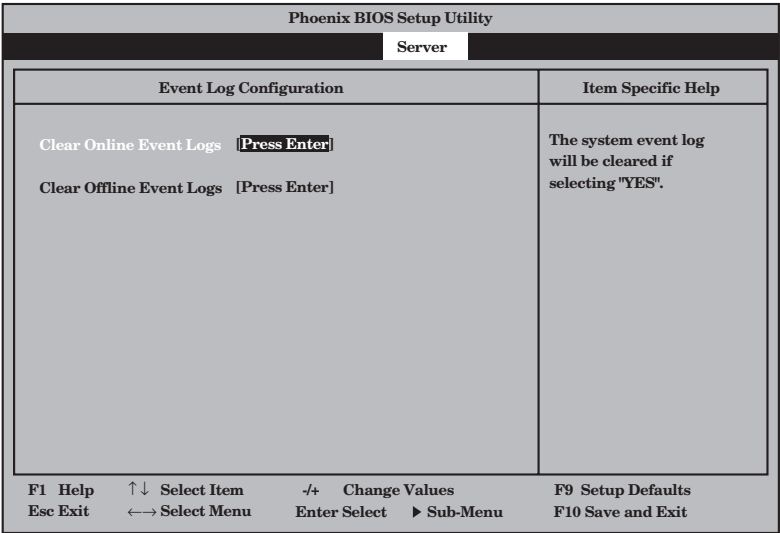 Phoenix BIOS Setup Utility
Server
Event Log Configuration
Item Specific Help
Clear Online Event Logs [Press Enter]
Clear Offline Event Logs [Press Enter]
The system event log
will be cleared if
selecting "YES".
F1 Help ↑↓ Select Item -/+ Change Values F9 Setup Defaults
Esc Exit ←→ Select Menu Enter Select ▶ Sub-Menu F10 Save and Exit